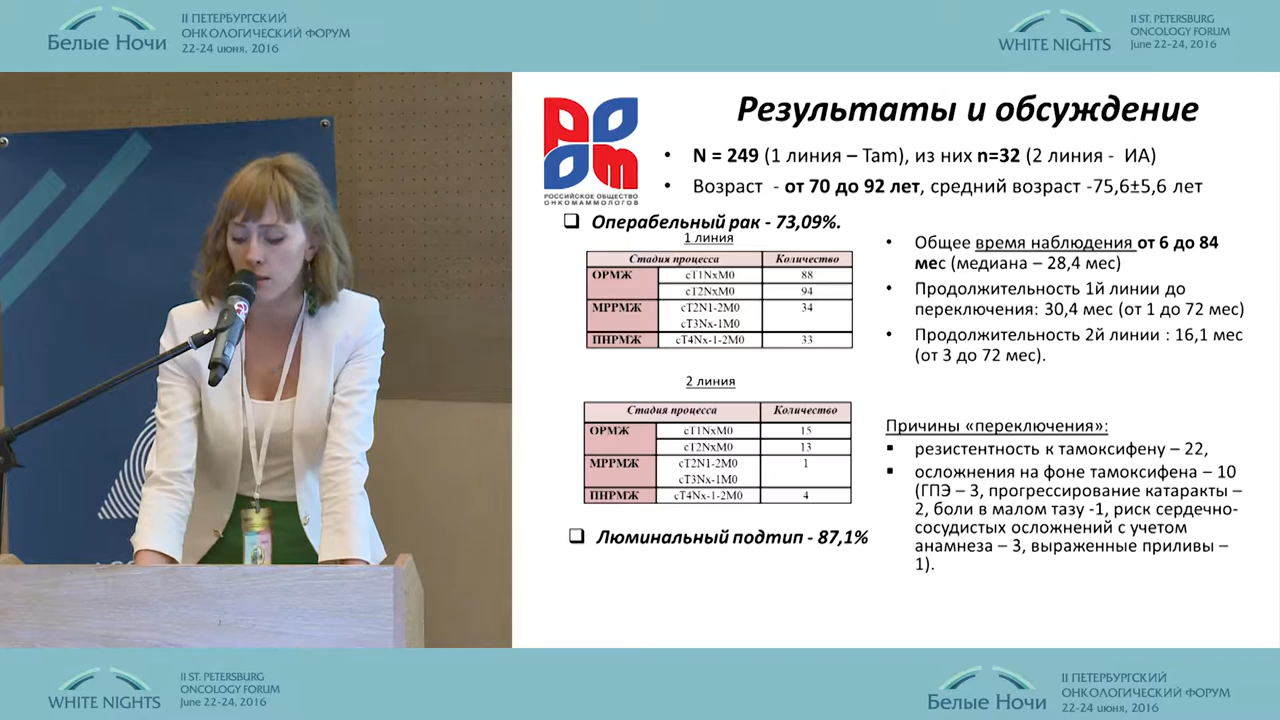 Белые Ночи
II ПЕТЕРБУРГСКИЙ
ОНКОЛОГИЧЕСКИЙ ФОРУМ
22-24 июня, 2016
WHITE NIGHTS
II ST. PETERSBURG
ONCOLOGY FORUM
June 22-24, 2016
РОССИЙСКОЕ ОБЩЕСТВО
ОНКОМАММОЛОГОВ
Результаты и обсуждение
• N = 249 (1 линия – Tam), из них n=32 (2 линия - ИА)
• Возраст - от 70 до 92 лет, средний возраст -75,6±5,6 лет
❑ Операбельный рак - 73,09%.
1 линия
Стадия процесса Количество
ОРМЖ cT1NxM0 88
cT2NxM0 94
МРРМЖ cT2N1-2M0 34
cT3Nx-1M0
ПНРМЖ cT4Nx-1-2M0 33
2 линия
Стадия процесса Количество
ОРМЖ cT1NxM0 15
cT2NxM0 13
МРРМЖ cT2N1-2M0 1
cT3Nx-1M0
ПНРМЖ cT4Nx-1-2M0 4
❑ Люминальный подтип - 87,1%
• Общее время наблюдения от 6 до 84
мес (медиана – 28,4 мес)
• Продолжительность 1й линии до
переключения: 30,4 мес (от 1 до 72 мес)
• Продолжительность 2й линии : 16,1 мес
(от 3 до 72 мес).
Причины «переключения»:
▪ резистентность к тамоксифену – 22,
▪ осложнения на фоне тамоксифена – 10
(ГПЭ – 3, прогрессирование катаракты –
2, боли в малом тазу -1, риск сердечно-
сосудистых осложнений с учетом
анамнеза – 3, выраженные приливы –
1).
WHITE NIGHTS
II ST. PETERSBURG
ONCOLOGY FORUM
June 22-24, 2016
Белые Ночи
II ПЕТЕРБУРГСКИЙ
ОНКОЛОГИЧЕСКИЙ ФОРУМ
22-24 июня, 2016